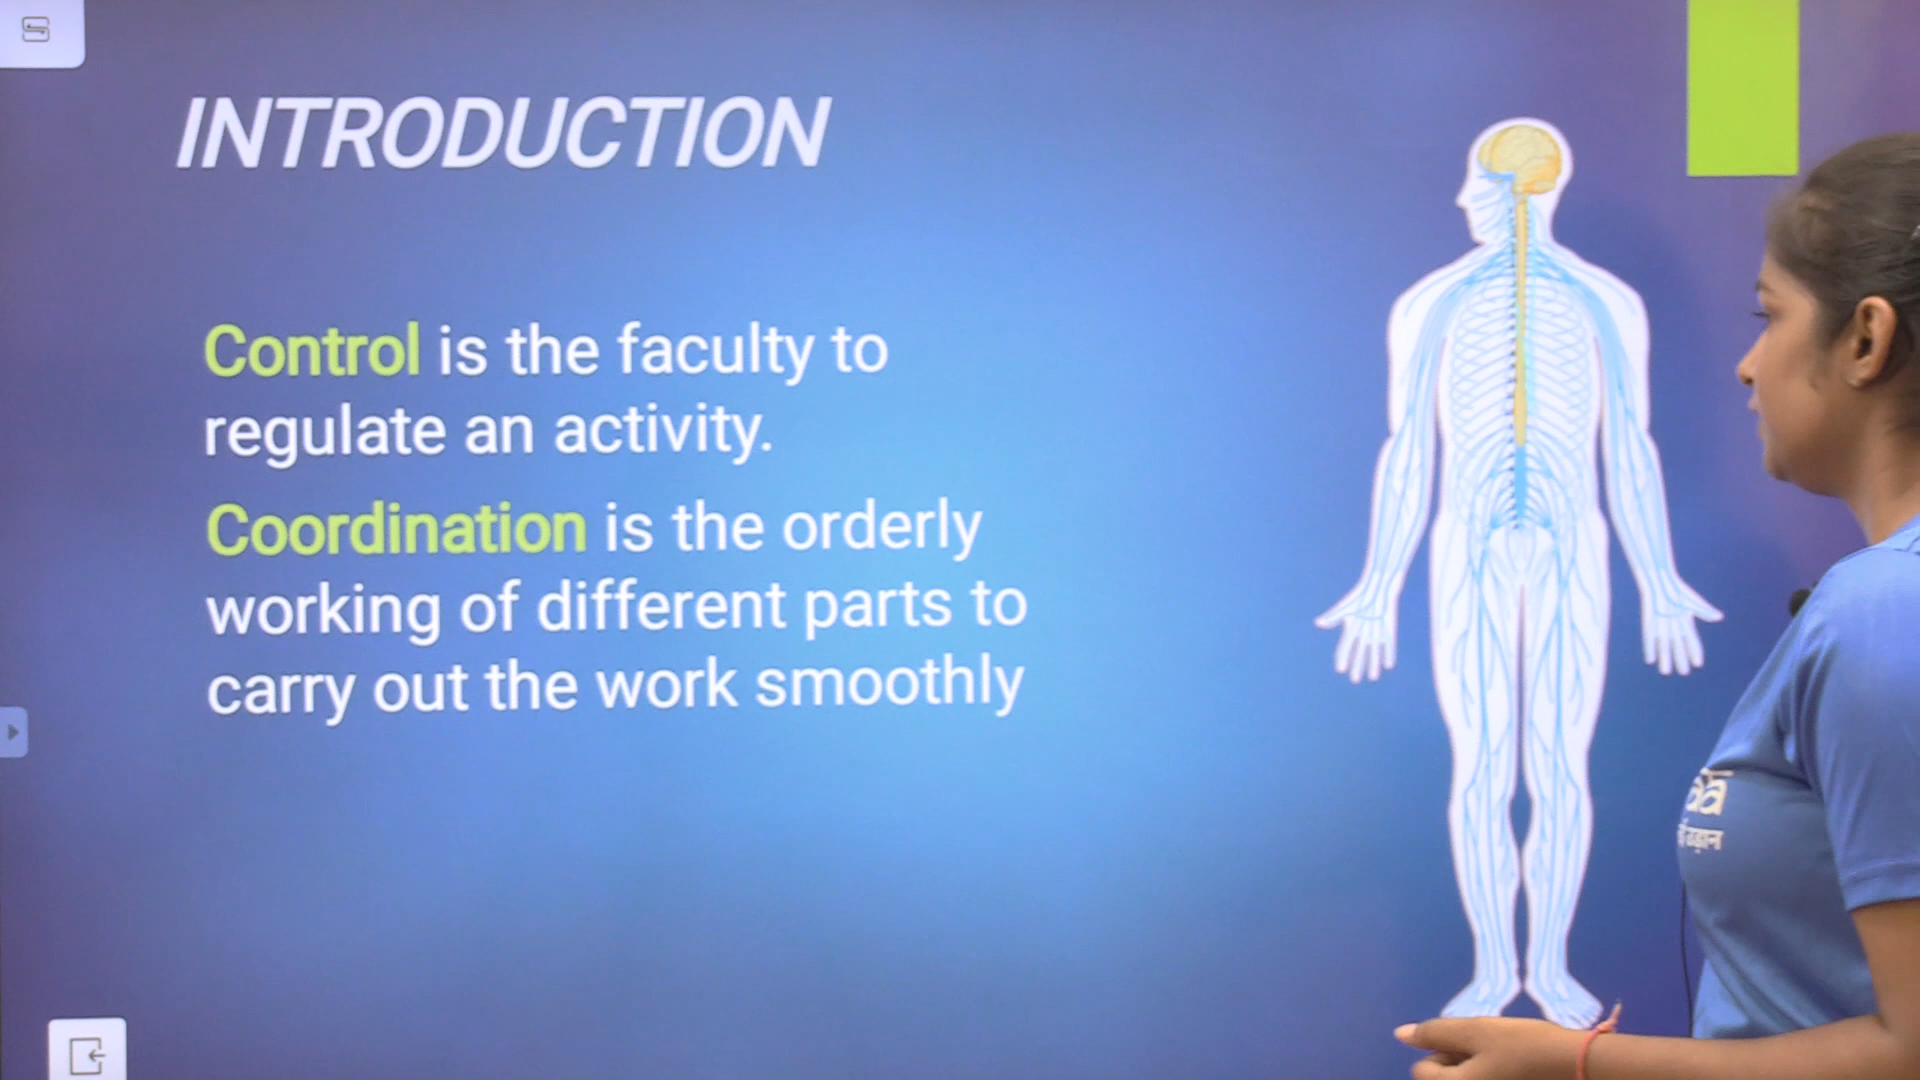 INTRODUCTION
Control is the faculty to
regulate an activity.
Coordination is the orderly
working of different parts to
carry out the work smoothly